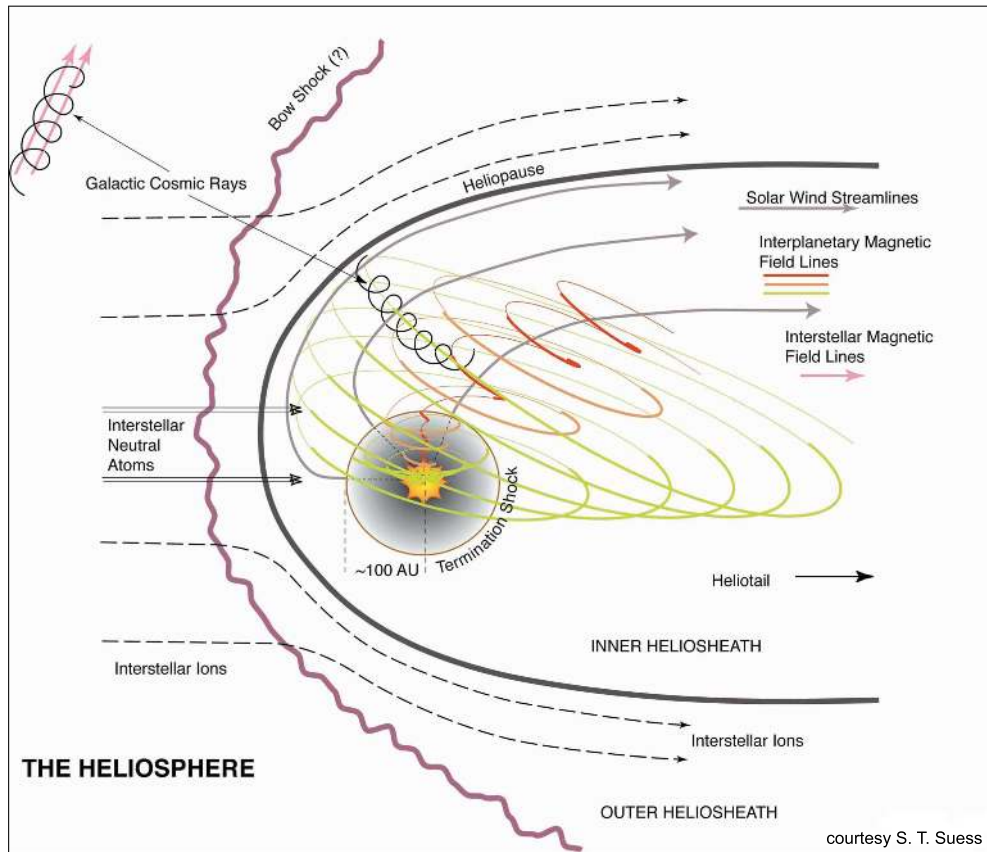 Bow Shock (?)
Galactic Cosmic Rays
Heliopause
Solar Wind Streamlines
Interplanetary Magnetic
Field Lines
Interstellar Magnetic
Field Lines
Interstellar
Neutral
Atoms
Termination Shock
~100 AU
Heliotail
INNER HELIOSHEATH
Interstellar Ions
Interstellar Ions
THE HELIOSPHERE
OUTER HELIOSHEATH
courtesy S. T. Suess